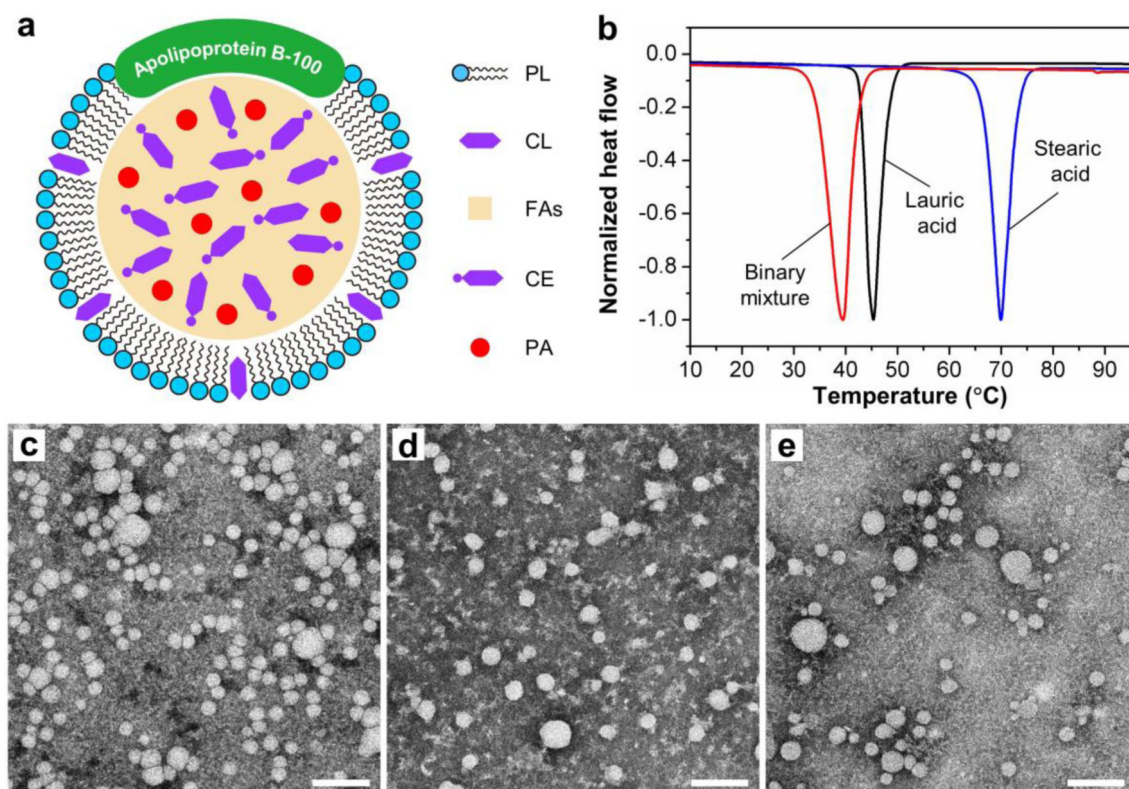 a
Apolipoprotein B-100
PL
CL
FAs
CE
PA
b
0.0
-0.2
-0.4
-0.6
-0.8
-1.0
Normalized heat flow
Binary
mixture
Lauric
acid
Stearic
acid
10 20 30 40 50 60 70 80 90
Temperature (°C)
c
d
e